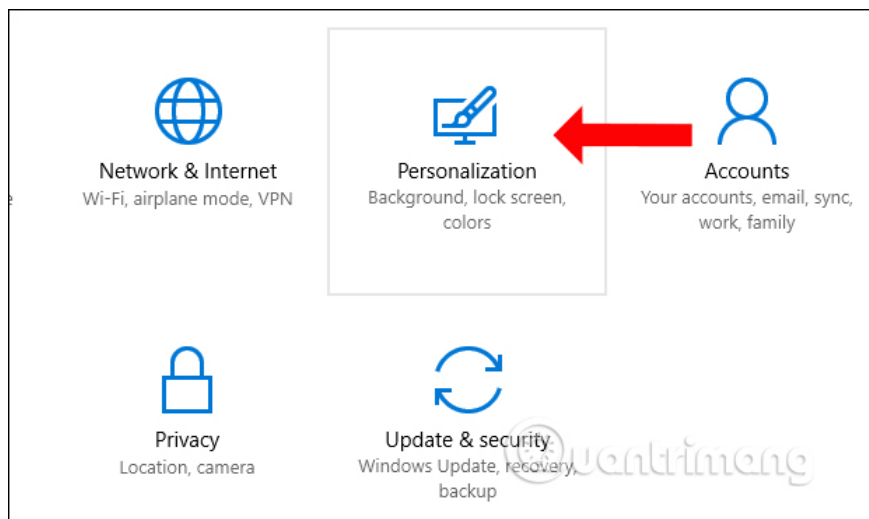 Network & Internet
Wi-Fi, airplane mode, VPN
Personalization
Background, lock screen,
colors
Accounts
Your accounts, email, sync,
work, family
Privacy
Location, camera
Update & security
Windows Update, recovery,
backup
uantrimang